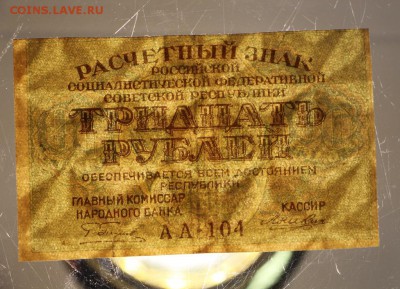 COINS.LAVE.RU
РАСЧЕТНЫЙ ЗНАК
РОССИЙСКОЙ
СОЦИАЛИСТИЧЕСКОЙ ФЕДЕРАТИВНОЙ
СОВЕТСКОЙ РЕСПУБЛИКИ
ТРИДЦАТЬ
РУБЛЕЙ
ОБЕСПЕЧИВАЕТСЯ ВСЕМ ДОСТОЯНИЕМ
РЕСПУБЛИКИ
ГЛАВНЫЙ КОМИССАР
НАРОДНОГО БАНКА
КАССИР
АА-104